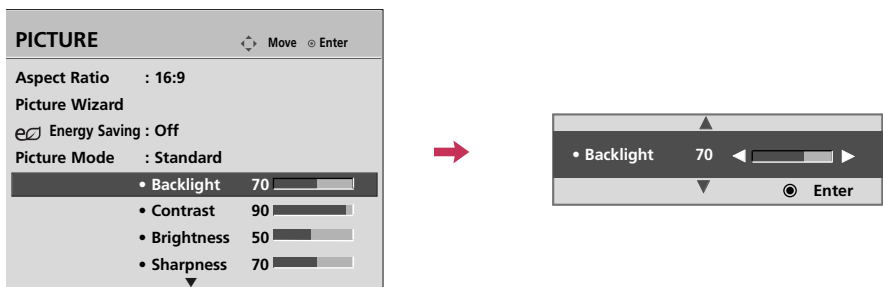 PICTURE Move Enter
Aspect Ratio : 16:9
Picture Wizard
Energy Saving : Off
Picture Mode : Standard
• Backlight 70
• Contrast 90
• Brightness 50
• Sharpness 70
• Backlight 70
Enter